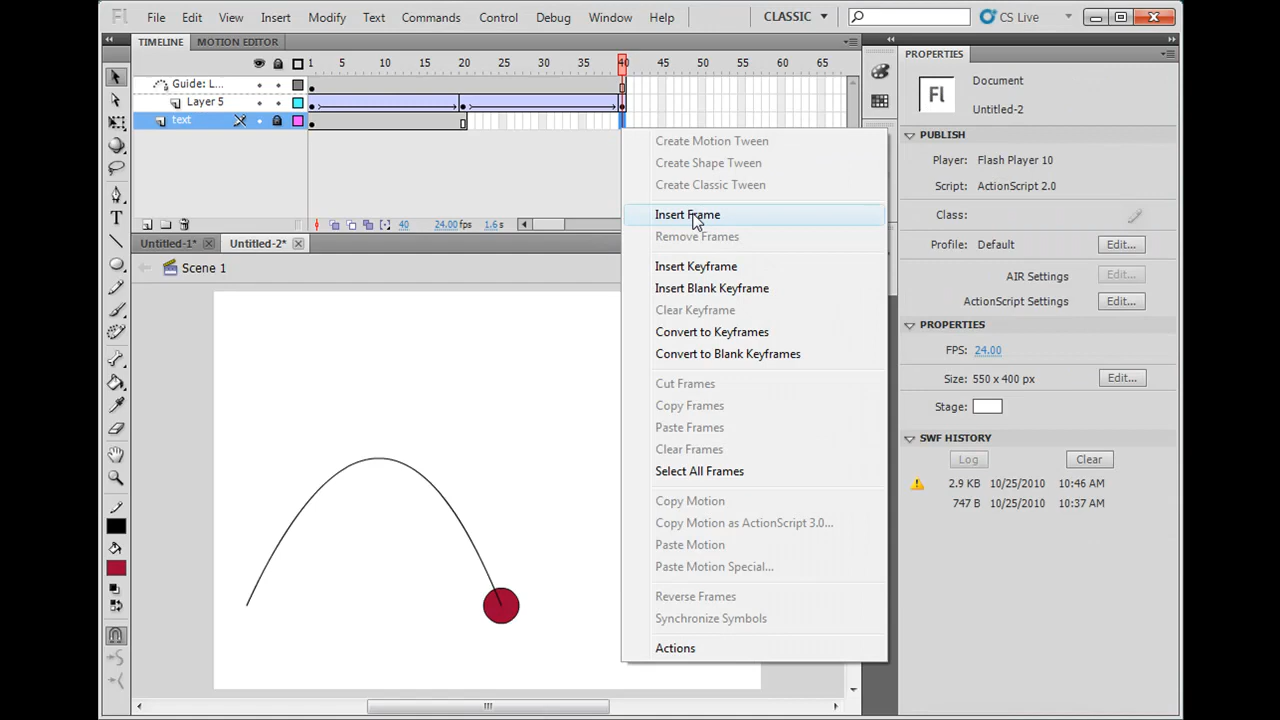 Fl File Edit View Insert Modify Text Commands Control Debug Window Help CLASSIC CS Live
TIMELINE MOTION EDITOR
1 5 10 15 20 25 30 35 40 45 50 55 60 65
Guide: L...
Layer 5
text
40 24.00 fps 1.6 s
Untitled-1* Untitled-2*
Scene 1
Create Motion Tween
Create Shape Tween
Create Classic Tween
Insert Frame
Remove Frames
Insert Keyframe
Insert Blank Keyframe
Clear Keyframe
Convert to Keyframes
Convert to Blank Keyframes
Cut Frames
Copy Frames
Paste Frames
Clear Frames
Select All Frames
Copy Motion
Copy Motion as ActionScript 3.0...
Paste Motion
Paste Motion Special...
Reverse Frames
Synchronize Symbols
Actions
PROPERTIES
Fl
Document
Untitled-2
PUBLISH
Player: Flash Player 10
Script: ActionScript 2.0
Class:
Profile: Default Edit...
AIR Settings Edit...
ActionScript Settings Edit...
PROPERTIES
FPS: 24.00
Size: 550 x 400 px Edit...
Stage:
SWF HISTORY
Log Clear
2.9 KB 10/25/2010 10:46 AM
747 B 10/25/2010 10:37 AM